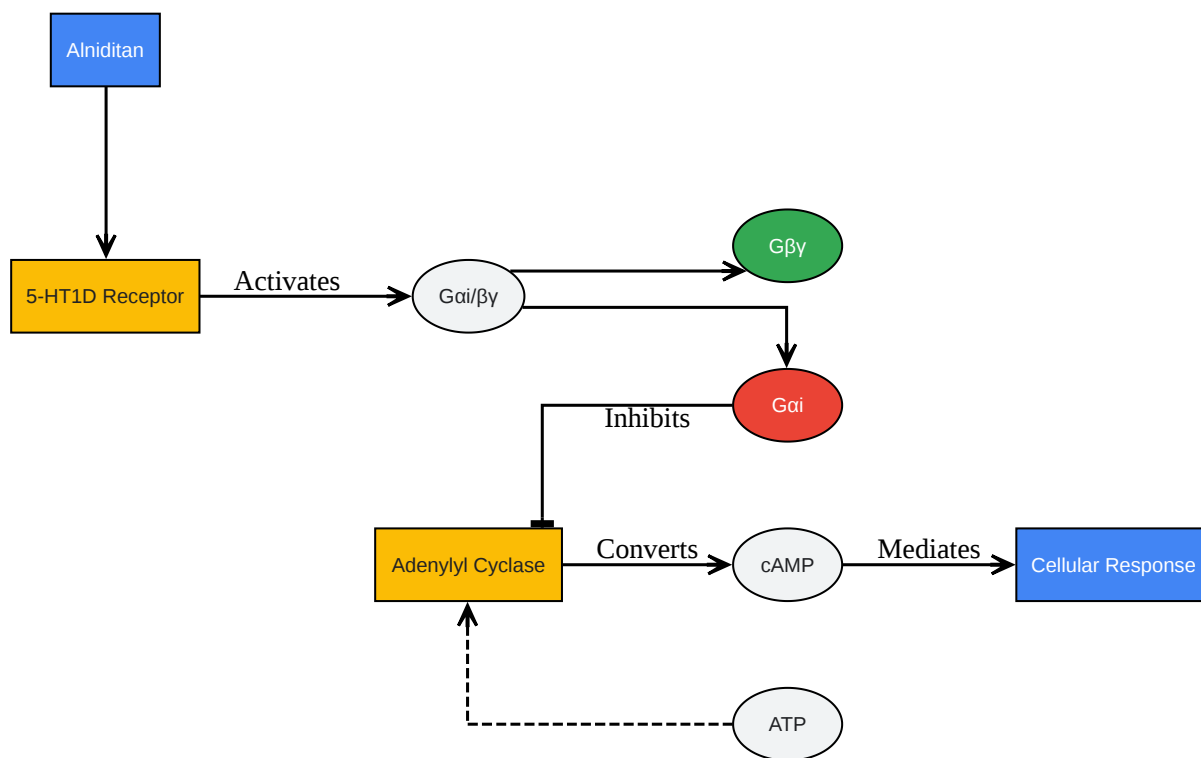 Alniditan
Gβγ
5-HT1D Receptor
Activates
Gαi/βγ
Gαi
Inhibits
Adenylyl Cyclase
Converts
cAMP
Mediates
Cellular Response
ATP